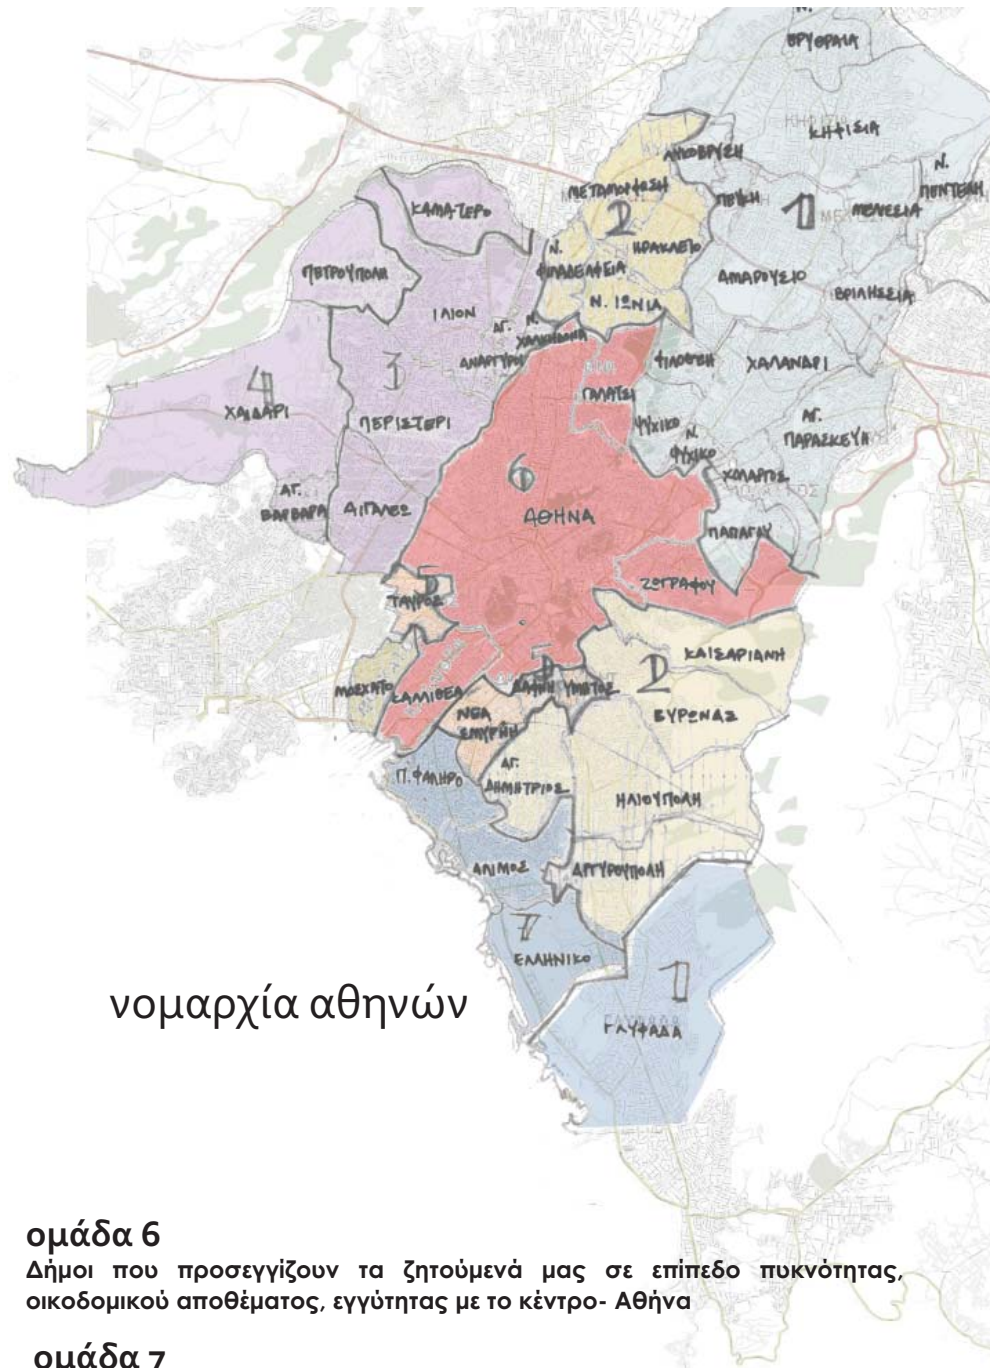 Ν.
ΕΡΥΘΡΑΙΑ
ΚΗΦΙΣΙΑ
ΛΥΚΟΒΡΥΣΗ
Ν.
ΠΕΝΤΕΛΗ
ΜΕΤΑΜΟΡΦΩΣΗ
ΠΕΥΚΗ
1
ΜΕΛΙΣΣΙΑ
ΚΑΜΑΤΕΡΟ
2
ΗΡΑΚΛΕΙΟ
Ν.
ΦΙΛΑΔΕΛΦΕΙΑ
ΑΜΑΡΟΥΣΙΟ
ΒΡΙΛΗΣΣΙΑ
ΠΕΤΡΟΥΠΟΛΗ
Ν. ΙΩΝΙΑ
ΙΛΙΟΝ
ΑΓ.
ΑΝΑΡΓΥΡΟΙ
Ν.
ΧΑΛΚΗΔΟΝΑ
ΦΙΛΟΘΕΗ
ΧΑΛΑΝΔΡΙ
3
4
ΓΑΛΑΤΣΙ
ΧΑΙΔΑΡΙ
ΠΕΡΙΣΤΕΡΙ
ΨΥΧΙΚΟ
Ν.
ΨΥΧΙΚΟ
ΑΓ.
ΠΑΡΑΣΚΕΥΗ
6
ΧΟΛΑΡΓΟΣ
ΑΓ.
ΒΑΡΒΑΡΑ
ΑΙΓΑΛΕΩ
ΑΘΗΝΑ
ΠΑΠΑΓΟΥ
5
ΤΑΥΡΟΣ
ΖΩΓΡΑΦΟΥ
ΚΑΙΣΑΡΙΑΝΗ
5
2
ΜΟΣΧΑΤΟ
ΚΑΛΛΙΘΕΑ
ΔΑΦΝΗ
ΥΜΗΤΟΣ
ΝΕΑ
ΣΜΥΡΝΗ
ΒΥΡΩΝΑΣ
Π.ΦΑΛΗΡΟ
ΑΓ.
ΔΗΜΗΤΡΙΟΣ
ΗΛΙΟΥΠΟΛΗ
ΑΛΙΜΟΣ
ΑΡΓΥΡΟΥΠΟΛΗ
7
ΕΛΛΗΝΙΚΟ
1
ΓΛΥΦΑΔΑ
νομαρχία αθηνών
ομάδα 6
Δήμοι που προσεγγίζουν τα ζητούμενά μας σε επίπεδο πυκνότητας,
οικοδομικού αποθέματος, εγγύτητας με το κέντρο- Αθήνα
ομάδα 7